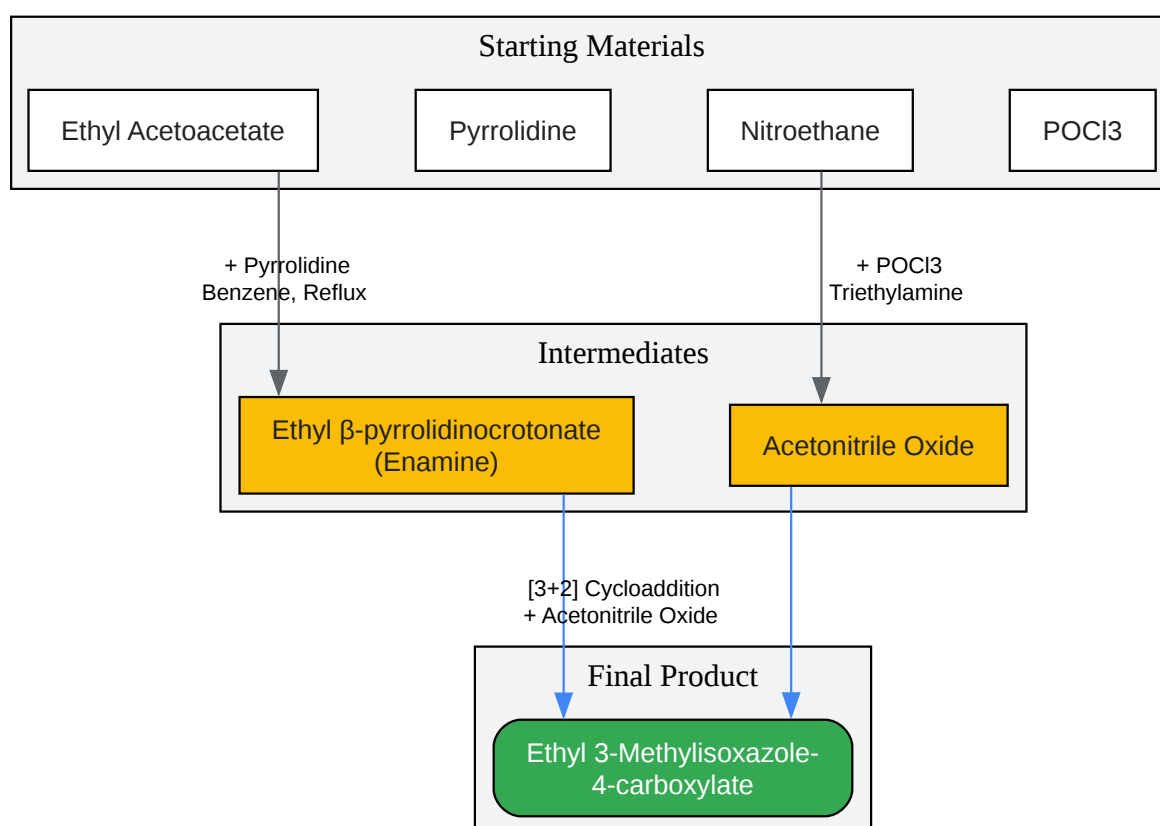 Starting Materials
Ethyl Acetoacetate
Pyrrolidine
Nitroethane
POCl3
+ Pyrrolidine
Benzene, Reflux
+ POCl3
Triethylamine
Intermediates
Ethyl β-pyrrolidinocrotonate
(Enamine)
Acetonitrile Oxide
[3+2] Cycloaddition
+ Acetonitrile Oxide
Final Product
Ethyl 3-Methylisoxazole-
4-carboxylate